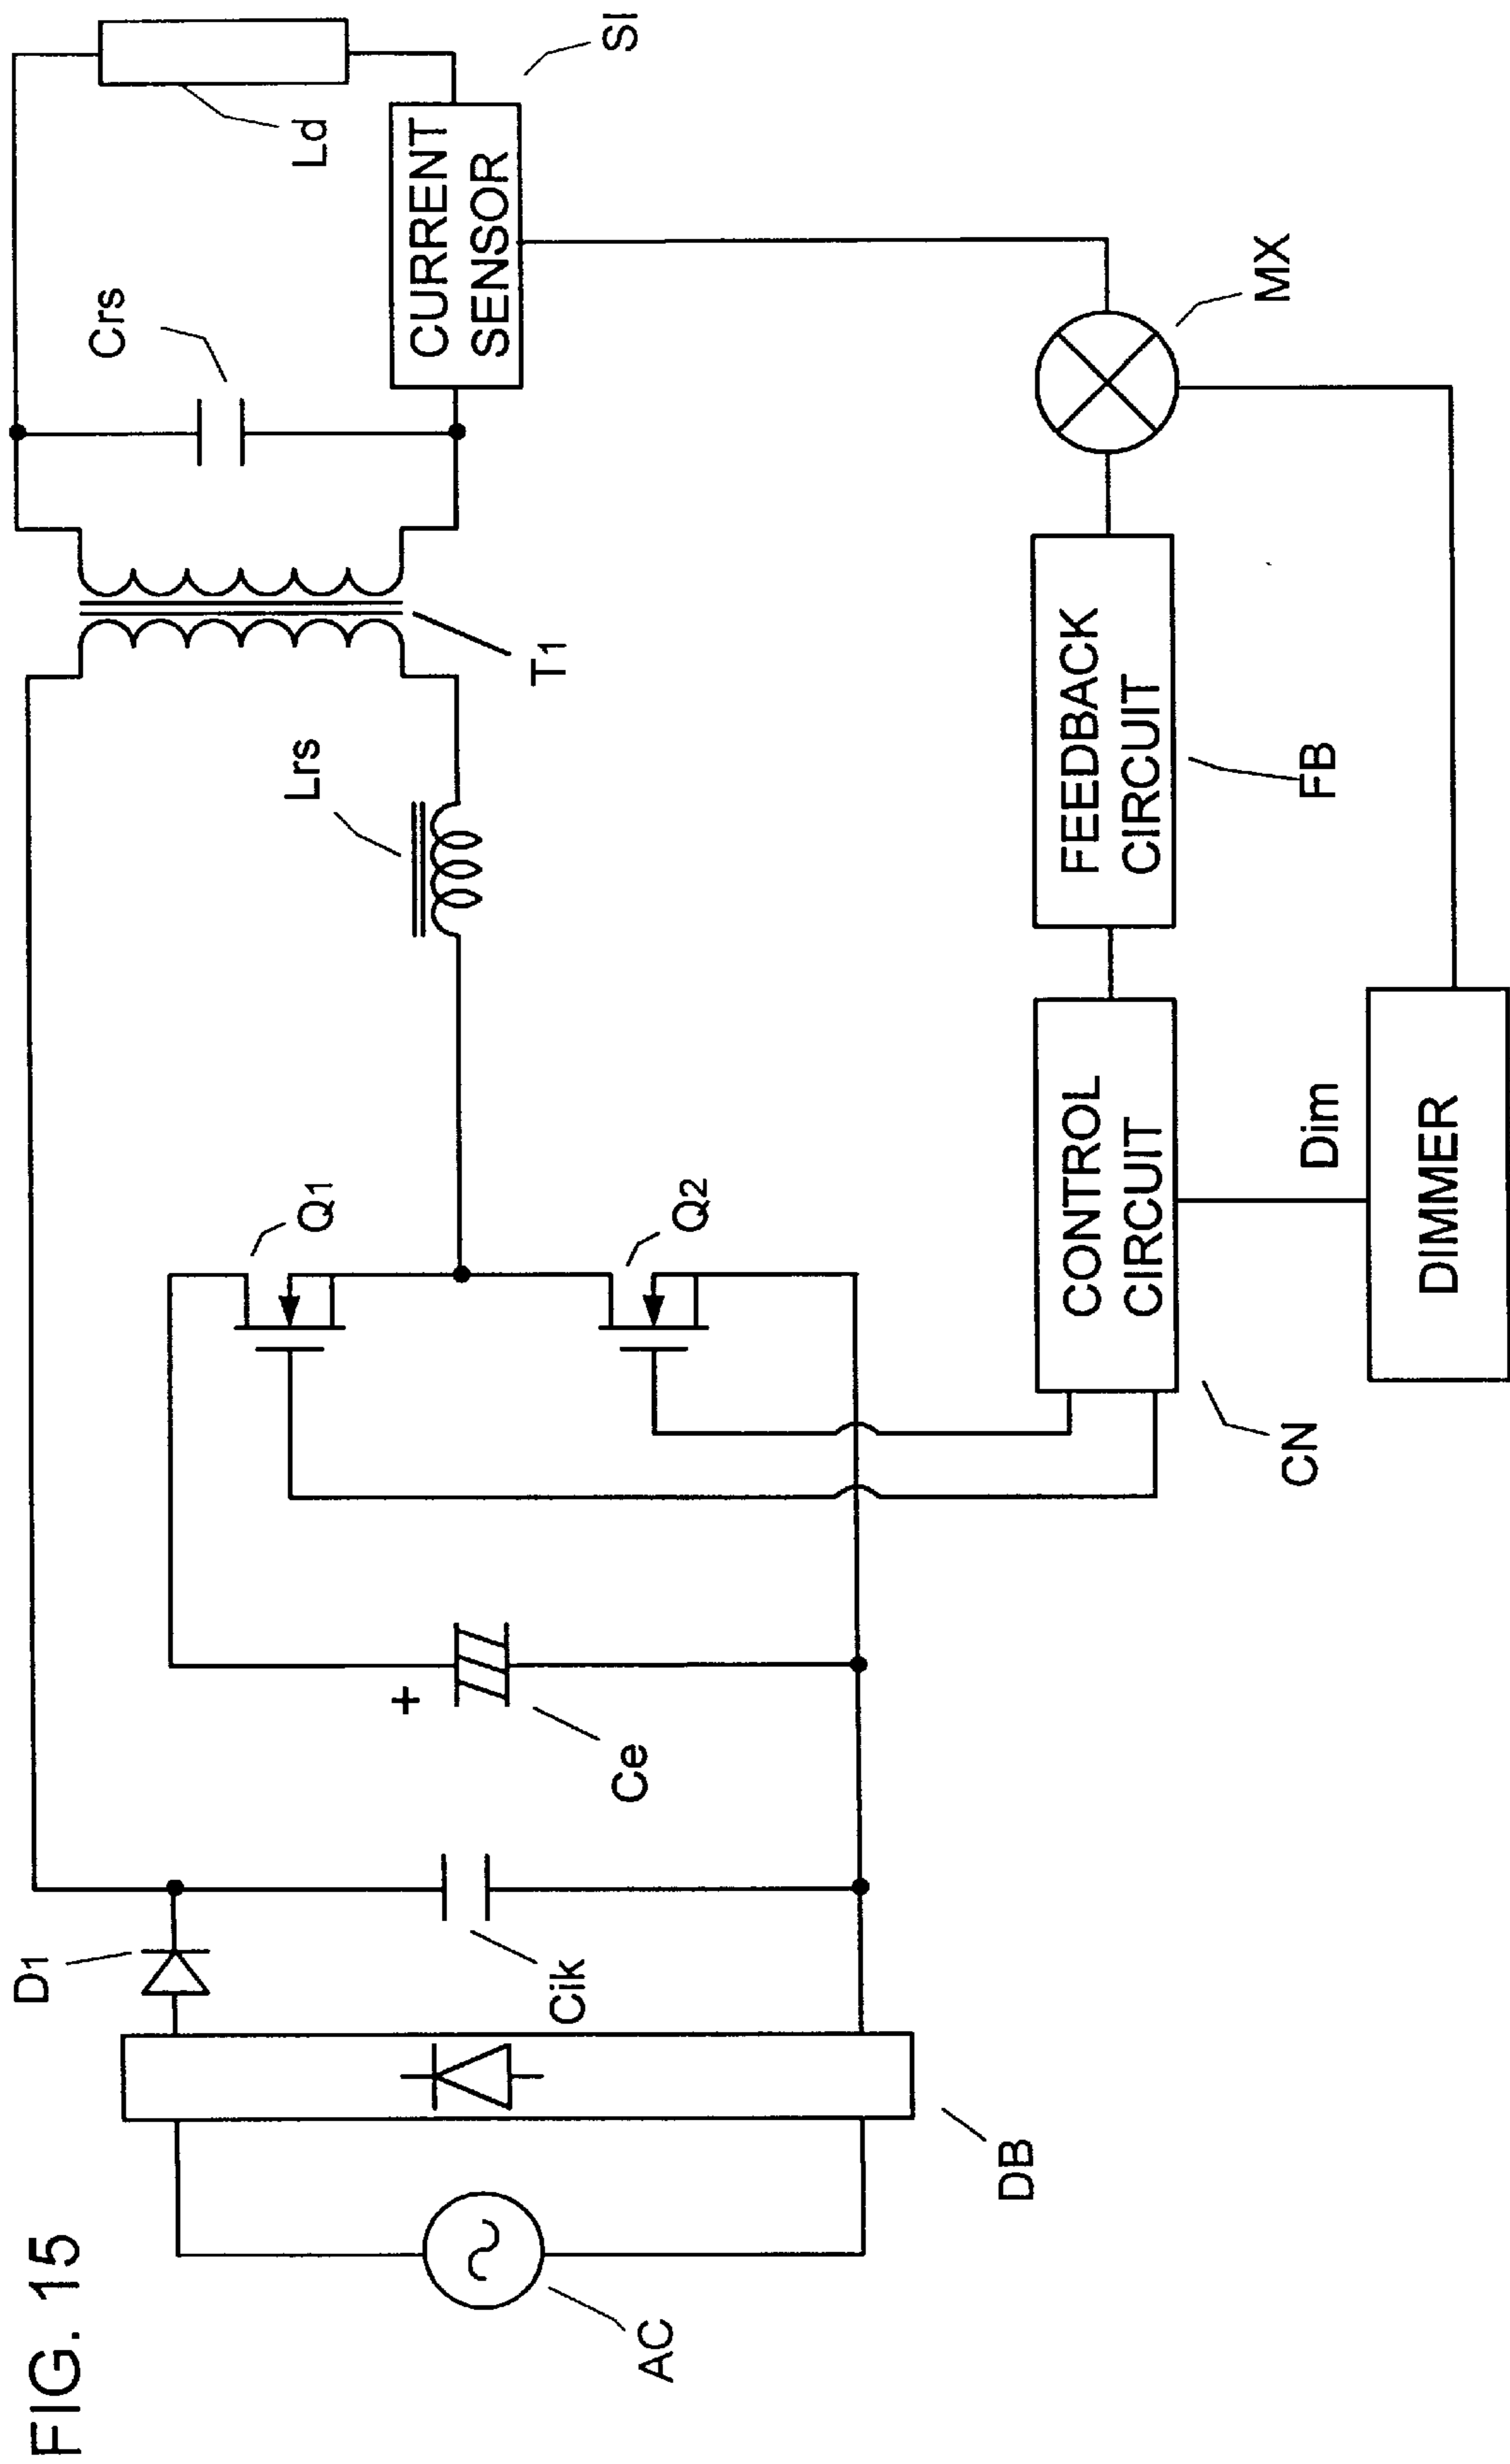 FIG. 15
AC
DB
D1
Cik
Ce
+
Q1
Q2
Lrs
T1
Crs
Ld
CURRENT
SENSOR
SI
MX
FEEDBACK
CIRCUIT
FB
CONTROL
CIRCUIT
CN
Dim
DIMMER